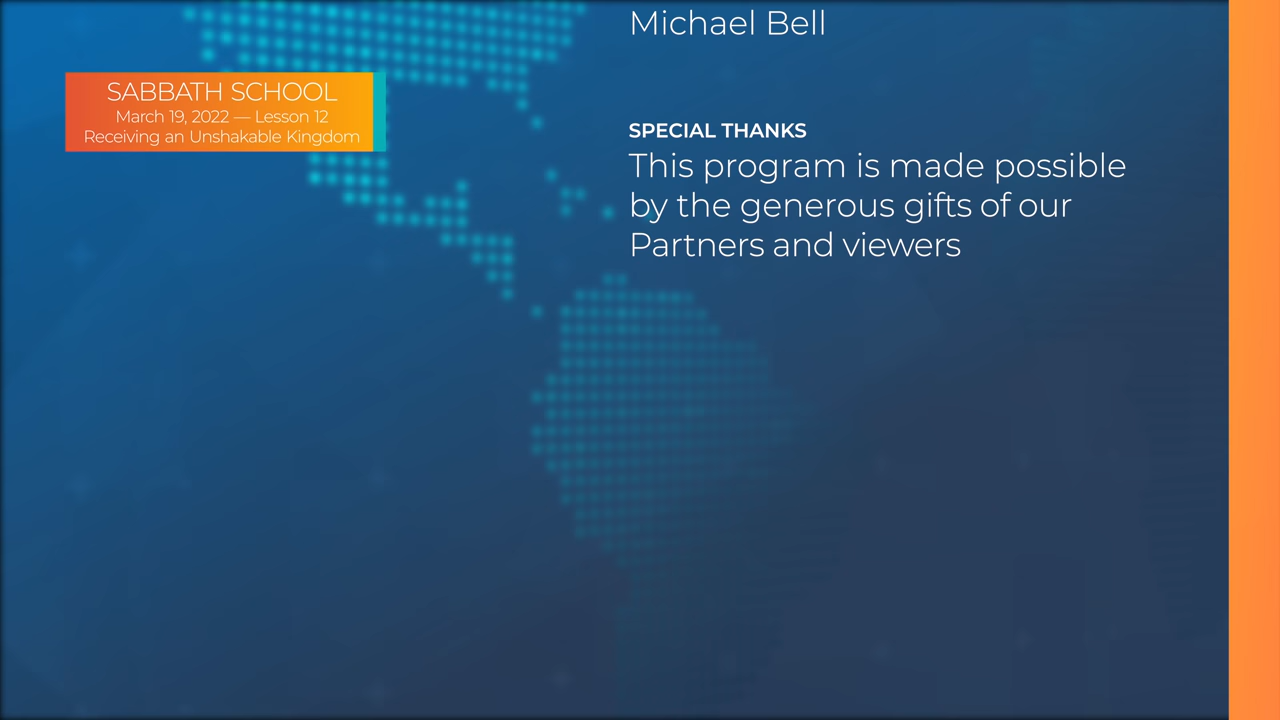 Michael Bell
SABBATH SCHOOL
March 19, 2022 — Lesson 12
Receiving an Unshakable Kingdom
SPECIAL THANKS
This program is made possible
by the generous gifts of our
Partners and viewers